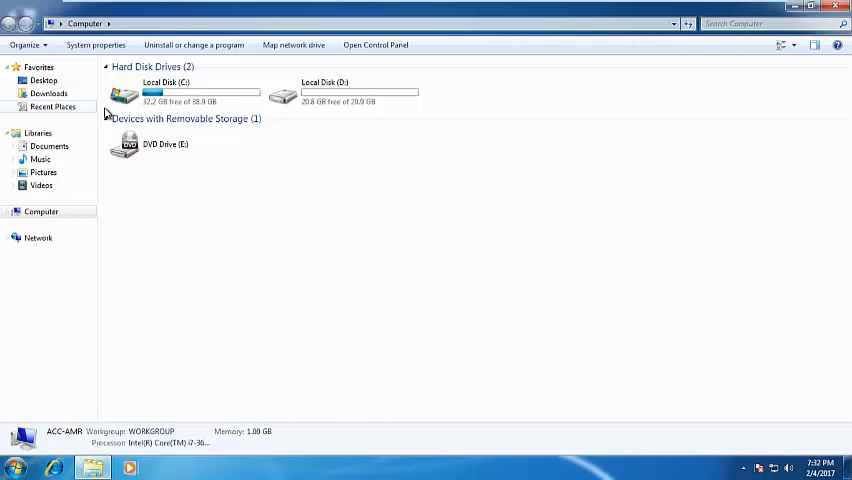 Computer
Search Computer
Organize
System properties
Uninstall or change a program
Map network drive
Open Control Panel
Favorites
Desktop
Downloads
Recent Places
Libraries
Documents
Music
Pictures
Videos
Computer
Network
Hard Disk Drives (2)
Local Disk (C:)
32.2 GB free of 38.9 GB
Local Disk (D:)
20.8 GB free of 20.9 GB
Devices with Removable Storage (1)
DVD
DVD Drive (E:)
ACC-AMR Workgroup: WORKGROUP Memory: 1.00 GB
Processor: Intel(R) Core(TM) i7-36...
7:32 PM
2/4/2017